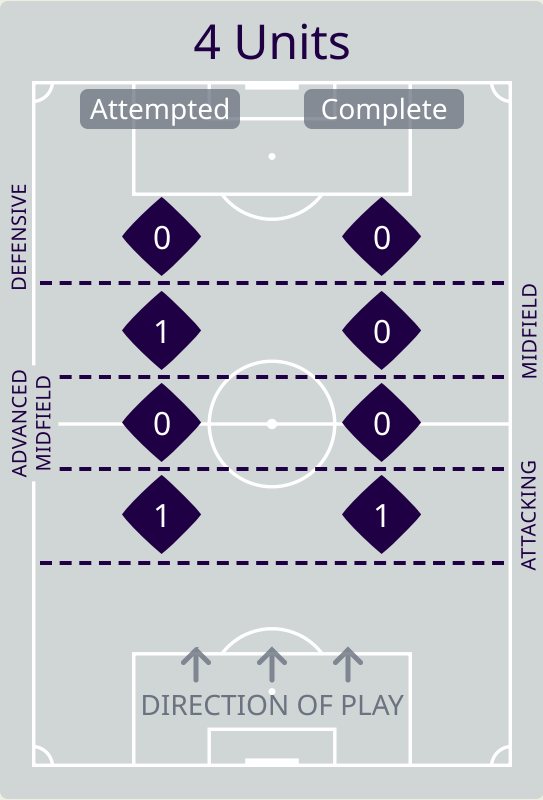 4 Units
Attempted Complete
DEFENSIVE
0 0
MIDFIELD
1 0
ADVANCED
MIDFIELD
0 0
ATTACKING
1 1
DIRECTION OF PLAY